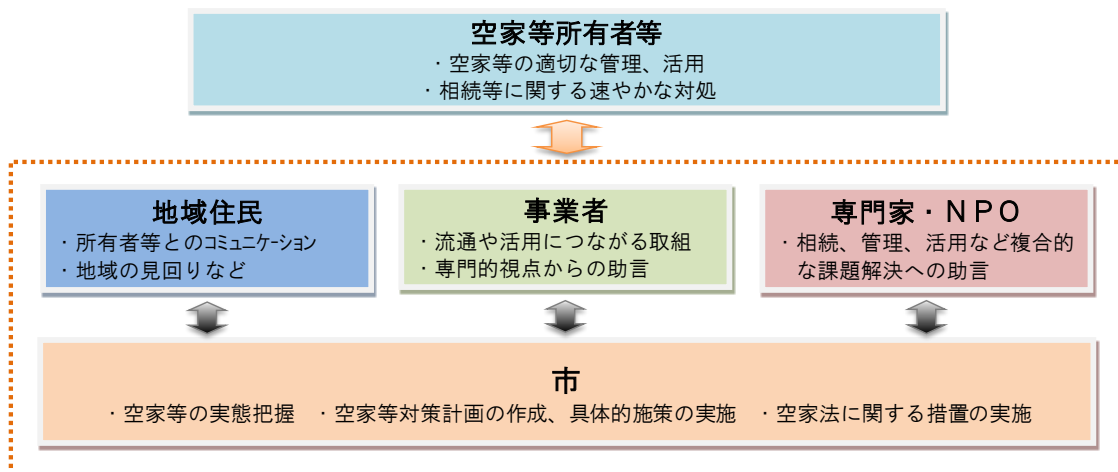 空家等所有者等
・空家等の適切な管理、活用
・相続等に関する速やかな対処
地域住民
・所有者等とのｺﾐｭﾆｹｰｼｮﾝ
・地域の見回りなど
事業者
・流通や活用につながる取組
・専門的視点からの助言
専門家・ＮＰＯ
・相続、管理、活用など複合的
な課題解決への助言
市
・空家等の実態把握　・空家等対策計画の作成、具体的施策の実施　・空家法に関する措置の実施